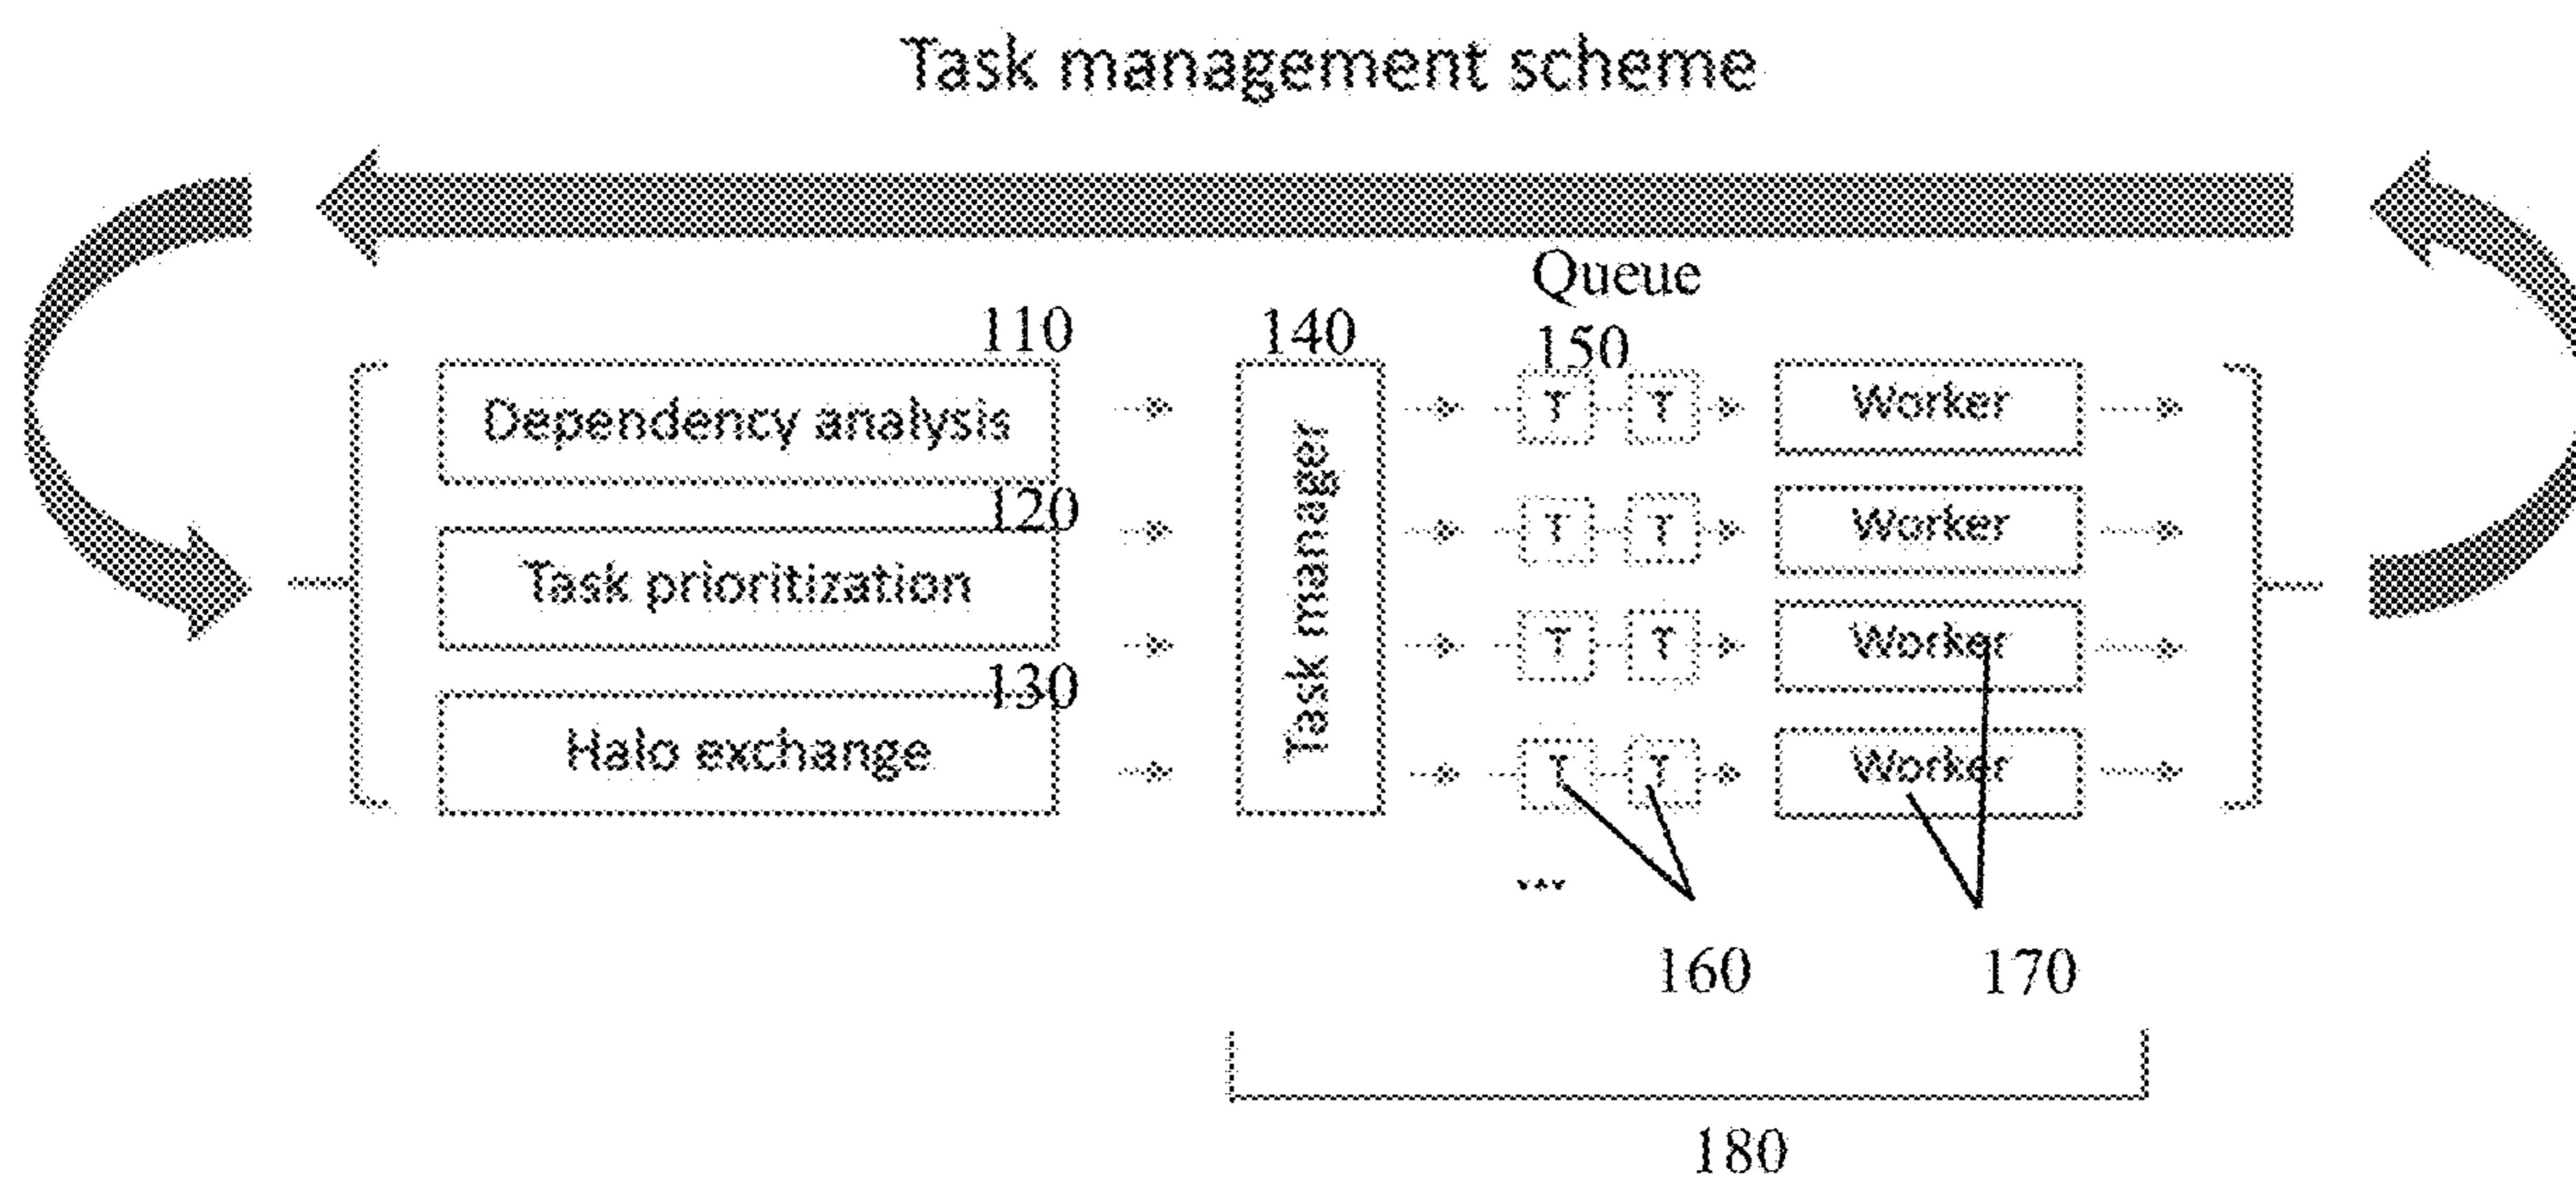 Task management scheme
Queue
110
140
150
Dependency analysis
T T Worker
120
T T Worker
Task prioritization
Task manager
T T Worker
130
Halo exchange
T T Worker
...
160
170
180